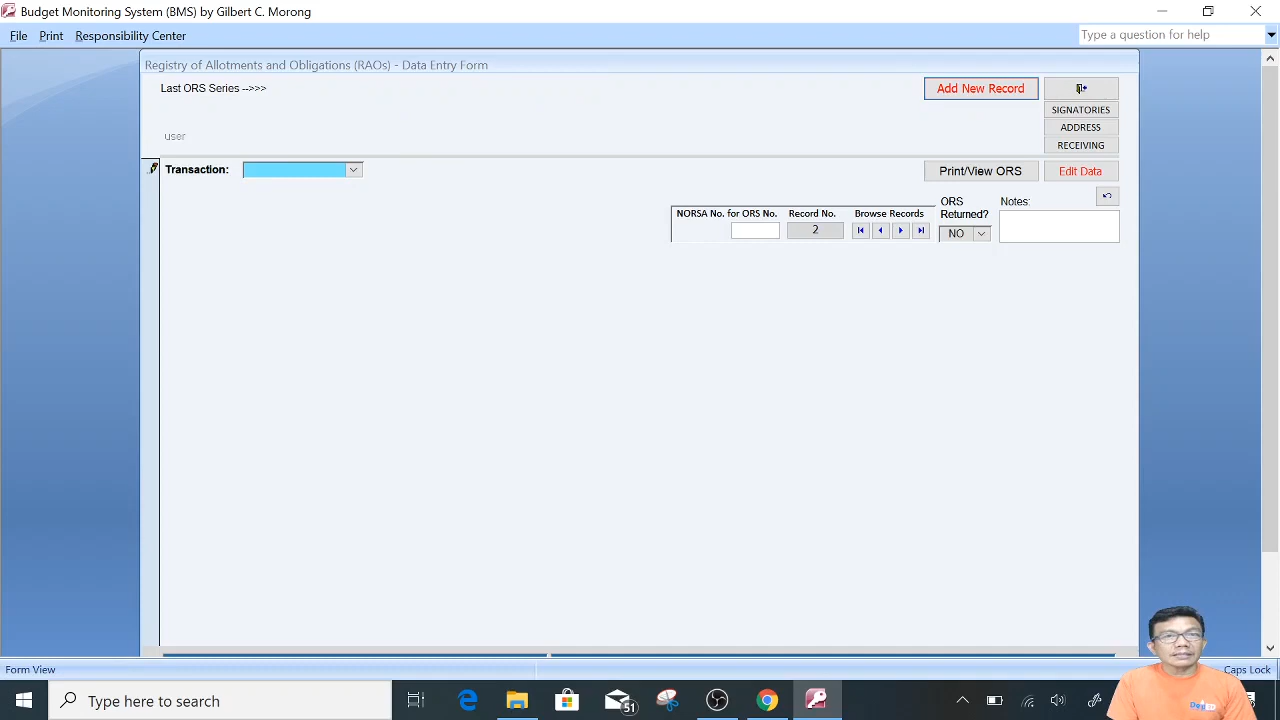 Budget Monitoring System (BMS) by Gilbert C. Morong
File Print Responsibility Center
Type a question for help
Registry of Allotments and Obligations (RAOs) - Data Entry Form
Last ORS Series -->>>
Add New Record
SIGNATORIES
user
ADDRESS
RECEIVING
Transaction:
Print/View ORS
Edit Data
NORSA No. for ORS No.
Record No.
Browse Records
ORS
Returned?
Notes:
2
NO
Form View
Caps Lock
Type here to search
51